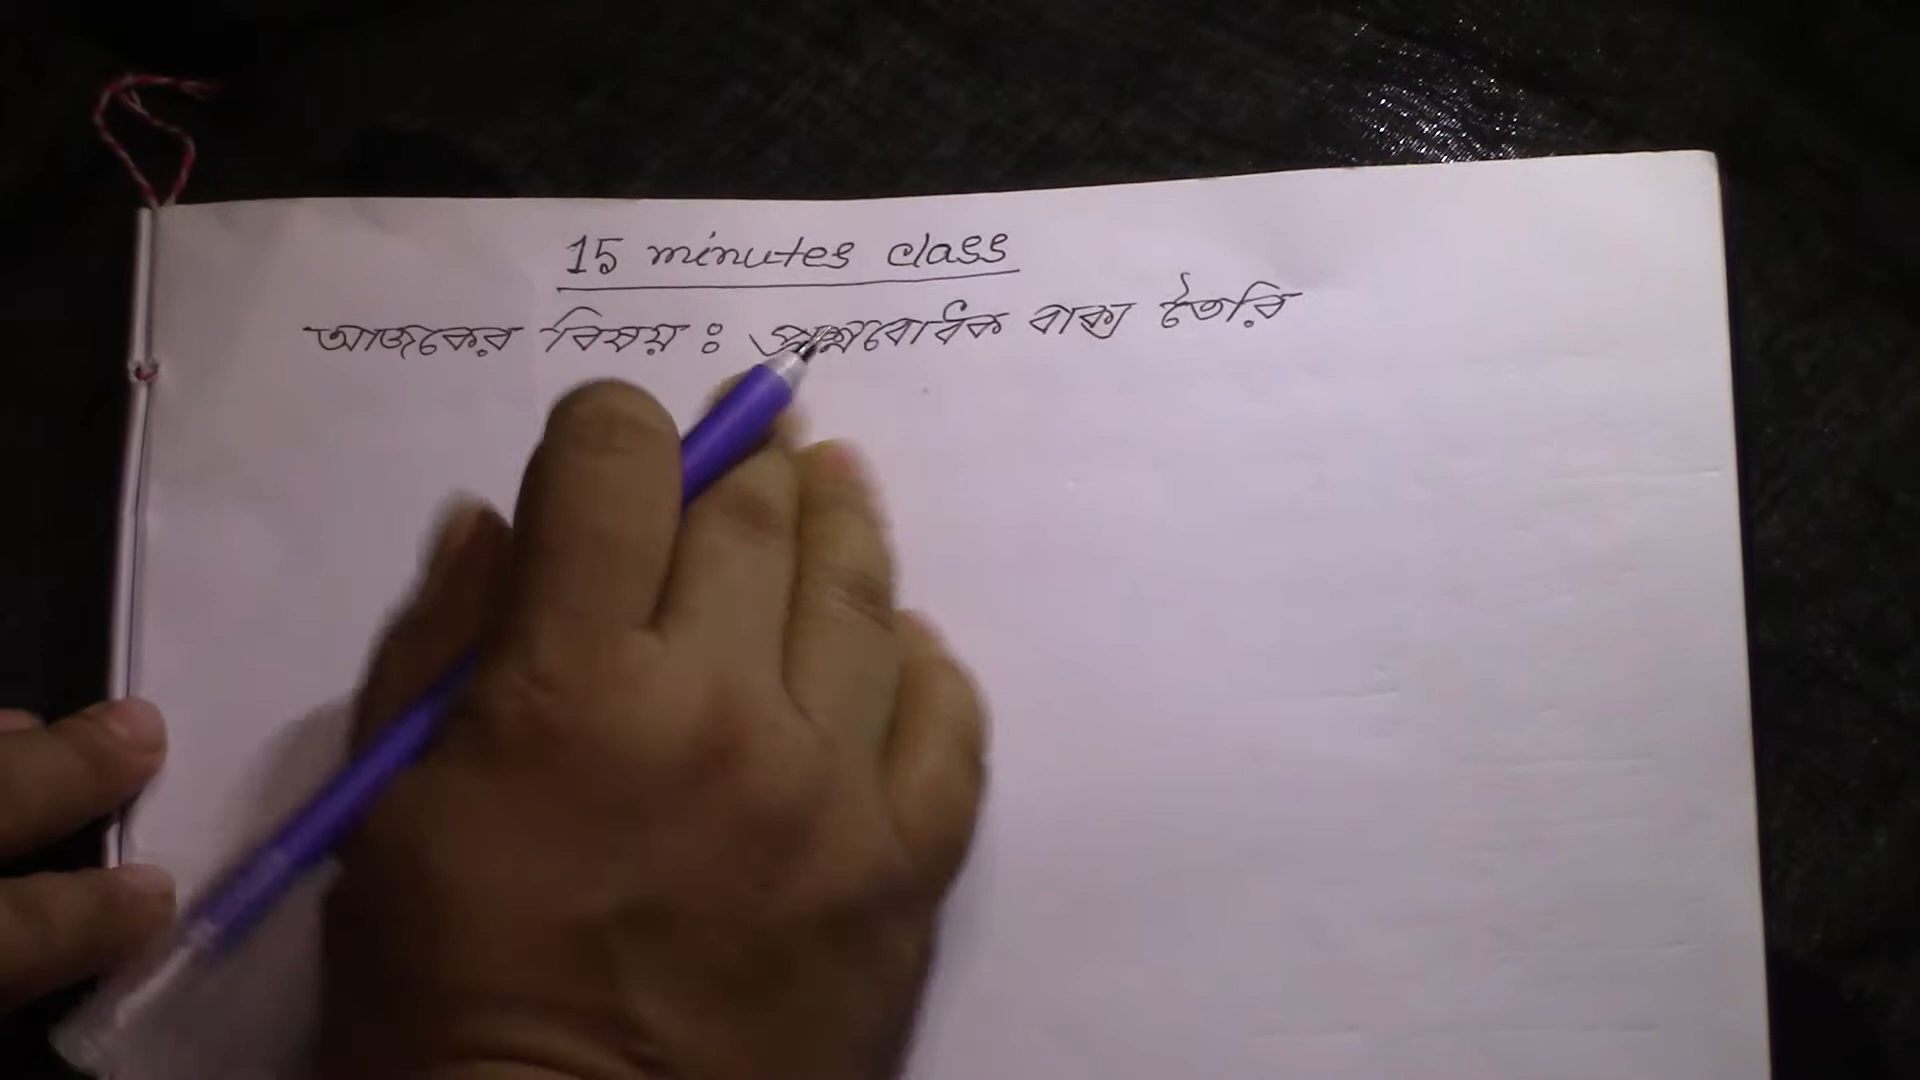 15 minutes class
আজকের বিষয়ঃ প্রশ্নবোধক বাক্য তৈরি